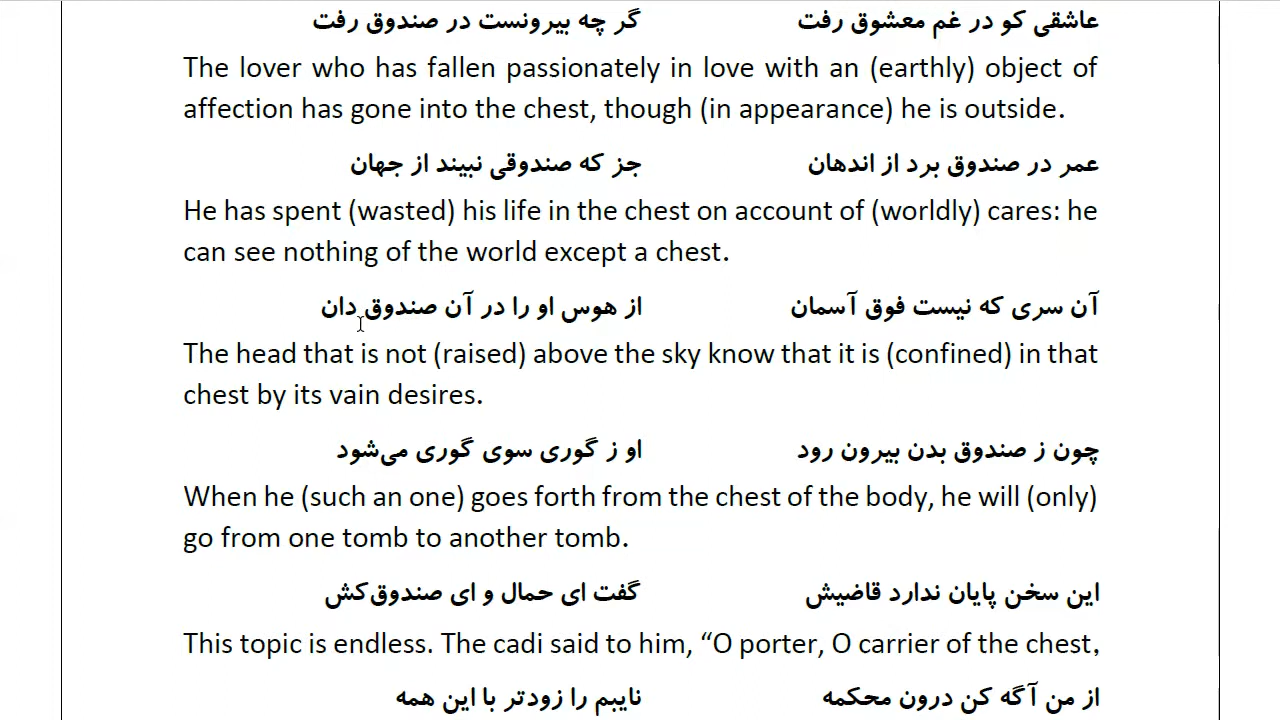 عاشقی کو در غم معشوق رفت گر چه بیرونست در صندوق رفت
The lover who has fallen passionately in love with an (earthly) object of
affection has gone into the chest, though (in appearance) he is outside.
عمر در صندوق برد از اندهان جز که صندوقی نبیند از جهان
He has spent (wasted) his life in the chest on account of (worldly) cares: he
can see nothing of the world except a chest.
آن سری که نیست فوق آسمان از هوس او را در آن صندوق دان
The head that is not (raised) above the sky know that it is (confined) in that
chest by its vain desires.
چون ز صندوق بدن بیرون رود او ز گوری سوی گوری می‌شود
When he (such an one) goes forth from the chest of the body, he will (only)
go from one tomb to another tomb.
این سخن پایان ندارد قاضیش گفت ای حمال و ای صندوق‌کش
This topic is endless. The cadi said to him, “O porter, O carrier of the chest,
از من آگه کن درون محکمه نایبم را زودتر با این همه